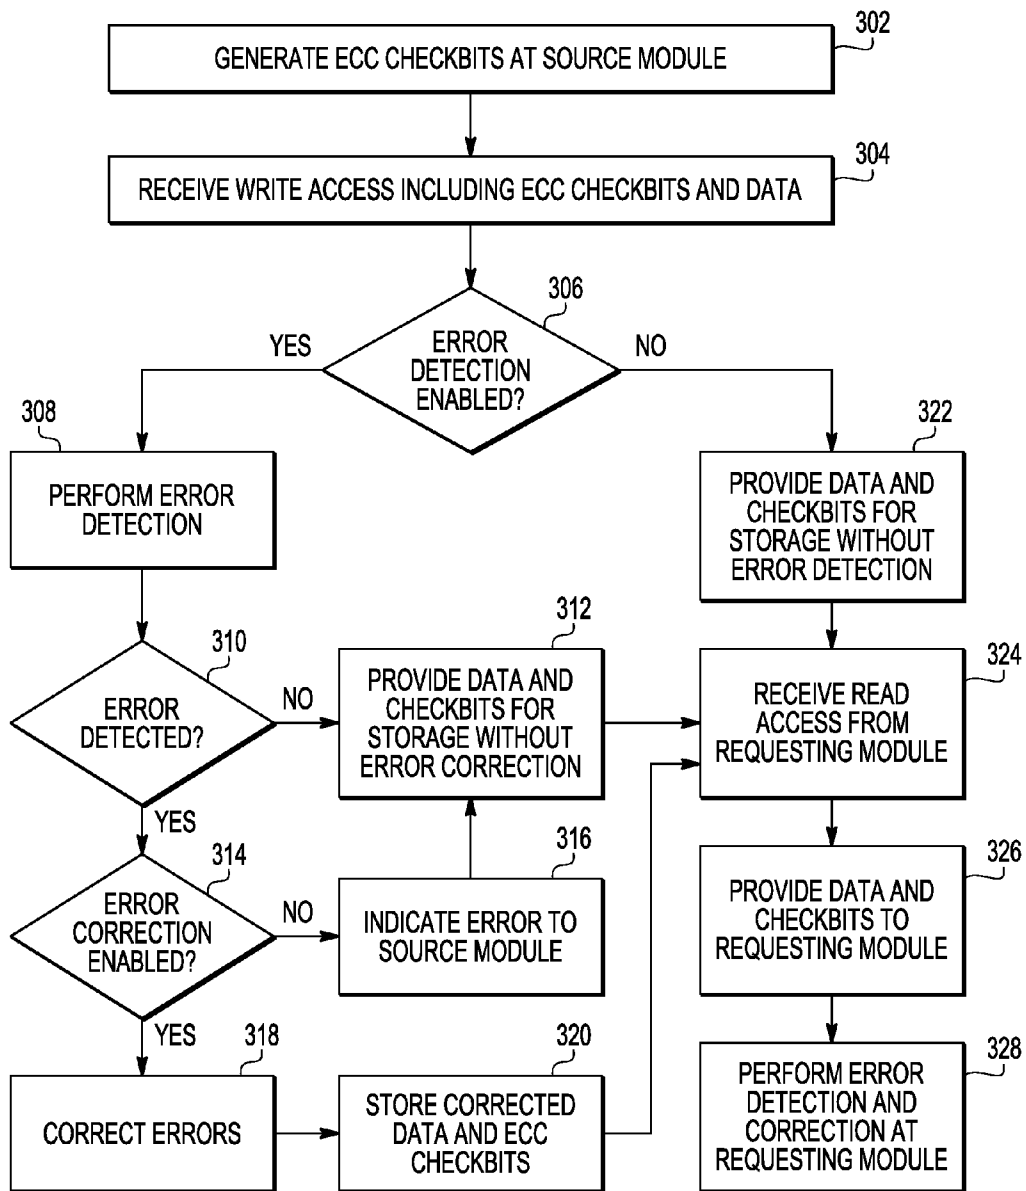 302
GENERATE ECC CHECKBITS AT SOURCE MODULE
304
RECEIVE WRITE ACCESS INCLUDING ECC CHECKBITS AND DATA
306
ERROR
DETECTION
ENABLED?
YES
NO
308
PERFORM ERROR
DETECTION
322
PROVIDE DATA AND
CHECKBITS FOR
STORAGE WITHOUT
ERROR DETECTION
310
ERROR
DETECTED?
NO
YES
312
PROVIDE DATA AND
CHECKBITS FOR
STORAGE WITHOUT
ERROR CORRECTION
324
RECEIVE READ
ACCESS FROM
REQUESTING MODULE
314
ERROR
CORRECTION
ENABLED?
NO
YES
316
INDICATE ERROR TO
SOURCE MODULE
326
PROVIDE DATA AND
CHECKBITS TO
REQUESTING MODULE
318
CORRECT ERRORS
320
STORE CORRECTED
DATA AND ECC
CHECKBITS
328
PERFORM ERROR
DETECTION AND
CORRECTION AT
REQUESTING MODULE